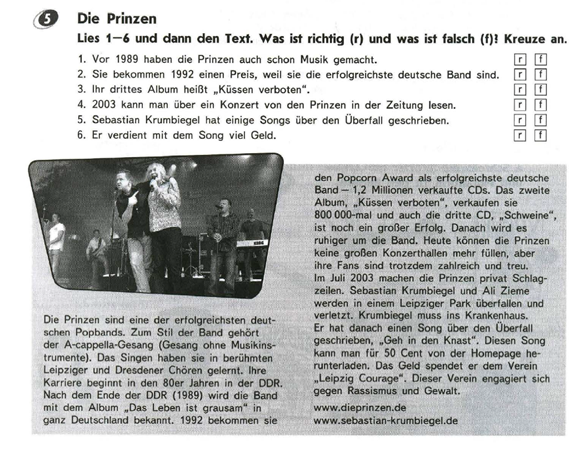 5 Die Prinzen
Lies 1—6 und dann den Text. Was ist richtig (r) und was ist falsch (f)? Kreuze an.
1. Vor 1989 haben die Prinzen auch schon Musik gemacht. r f
2. Sie bekommen 1992 einen Preis, weil sie die erfolgreichste deutsche Band sind. r f
3. Ihr drittes Album heißt „Küssen verboten". r f
4. 2003 kann man über ein Konzert von den Prinzen in der Zeitung lesen. r f
5. Sebastian Krumbiegel hat einige Songs über den Überfall geschrieben. r f
6. Er verdient mit dem Song viel Geld. r f
Die Prinzen sind eine der erfolgreichsten deut-
schen Popbands. Zum Stil der Band gehört
der A-cappella-Gesang (Gesang ohne Musikins-
trumente). Das Singen haben sie in berühmten
Leipziger und Dresdener Chören gelernt. Ihre
Karriere beginnt in den 80er Jahren in der DDR.
Nach dem Ende der DDR (1989) wird die Band
mit dem Album „Das Leben ist grausam" in
ganz Deutschland bekannt. 1992 bekommen sie
den Popcorn Award als erfolgreichste deutsche
Band — 1,2 Millionen verkaufte CDs. Das zweite
Album, „Küssen verboten", verkaufen sie
800 000-mal und auch die dritte CD, „Schweine",
ist noch ein großer Erfolg. Danach wird es
ruhiger um die Band. Heute können die Prinzen
keine großen Konzerthallen mehr füllen, aber
ihre Fans sind trotzdem zahlreich und treu.
Im Juli 2003 machen die Prinzen privat Schlag-
zeilen. Sebastian Krumbiegel und Ali Zieme
werden in einem Leipziger Park überfallen und
verletzt. Krumbiegel muss ins Krankenhaus.
Er hat danach einen Song über den Überfall
geschrieben, „Geh in den Knast". Diesen Song
kann man für 50 Cent von der Homepage he-
runterladen. Das Geld spendet er dem Verein
„Leipzig Courage". Dieser Verein engagiert sich
gegen Rassismus und Gewalt.
www.dieprinzen.de
www.sebastian-krumbiegel.de